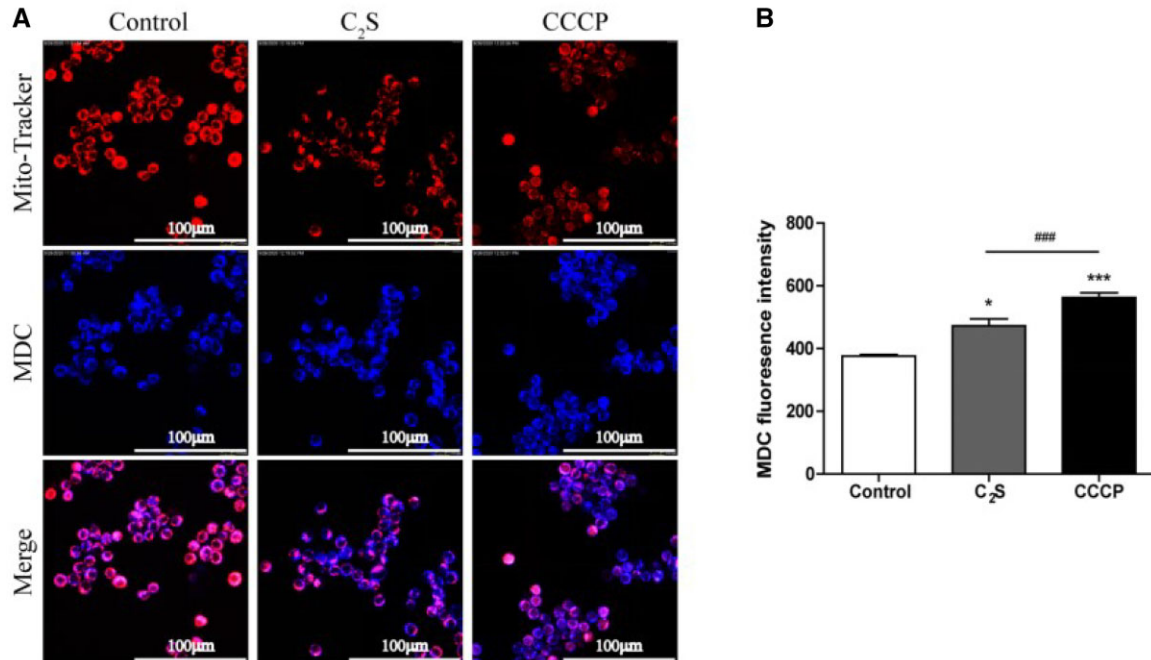 A
Control
C₂S
CCCP
Mito-Tracker
100μm
100μm
100μm
MDC
100μm
100μm
100μm
Merge
100μm
100μm
100μm
B
MDC fluoresence intensity
800
600
400
200
0
###
*
***
Control
C₂S
CCCP